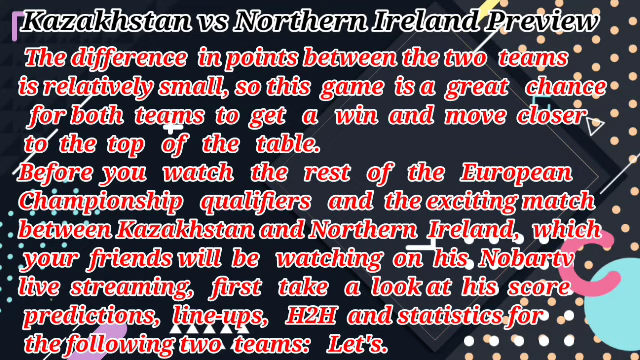 Kazakhstan vs Northern Ireland Preview
The difference in points between the two teams
is relatively small, so this game is a great chance
for both teams to get a win and move closer
to the top of the table.
Before you watch the rest of the European
Championship qualifiers and the exciting match
between Kazakhstan and Northern Ireland, which
your friends will be watching on his Nobartv
live streaming, first take a look at his score
predictions, line-ups, H2H and statistics for
the following two teams: Let's.